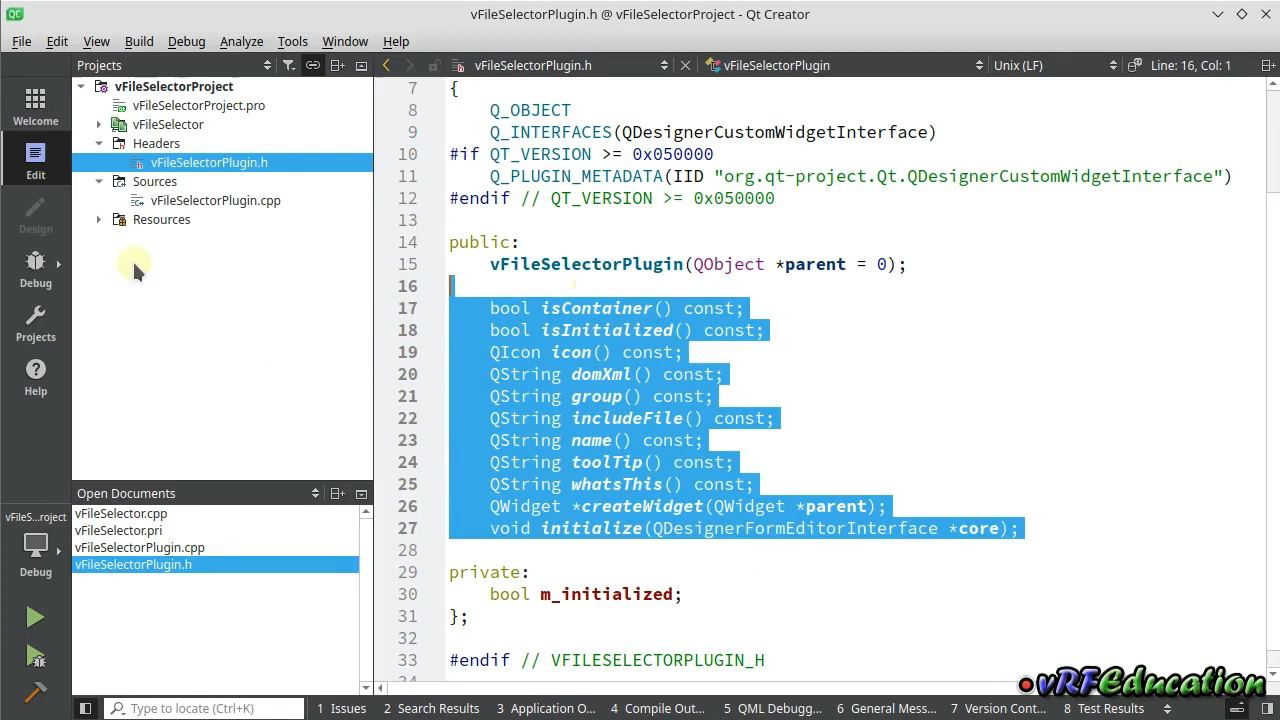 vFileSelectorPlugin.h @ vFileSelectorProject - Qt Creator
File Edit View Build Debug Analyze Tools Window Help
Projects
vFileSelectorPlugin.h
vFileSelectorPlugin
Unix (LF)
Line: 16, Col: 1
Welcome
Edit
Design
Debug
Projects
Help
vFileS...roject
Debug
vFileSelectorProject
vFileSelectorProject.pro
vFileSelector
Headers
vFileSelectorPlugin.h
Sources
vFileSelectorPlugin.cpp
Resources
Open Documents
vFileSelector.cpp
vFileSelector.pri
vFileSelectorPlugin.cpp
vFileSelectorPlugin.h
7 {
8 Q_OBJECT
9 Q_INTERFACES(QDesignerCustomWidgetInterface)
10 #if QT_VERSION >= 0x050000
11 Q_PLUGIN_METADATA(IID "org.qt-project.Qt.QDesignerCustomWidgetInterface")
12 #endif // QT_VERSION >= 0x050000
13
14 public:
15 vFileSelectorPlugin(QObject *parent = 0);
16
17 bool isContainer() const;
18 bool isInitialized() const;
19 QIcon icon() const;
20 QString domXml() const;
21 QString group() const;
22 QString includeFile() const;
23 QString name() const;
24 QString toolTip() const;
25 QString whatsThis() const;
26 QWidget *createWidget(QWidget *parent);
27 void initialize(QDesignerFormEditorInterface *core);
28
29 private:
30 bool m_initialized;
31 };
32
33 #endif // VFILESELECTORPLUGIN_H
vRFEducation
Type to locate (Ctrl+K)
1 Issues 2 Search Results 3 Application O... 4 Compile Out... 5 QML Debugg... 6 General Mess... 7 Version Cont... 8 Test Results